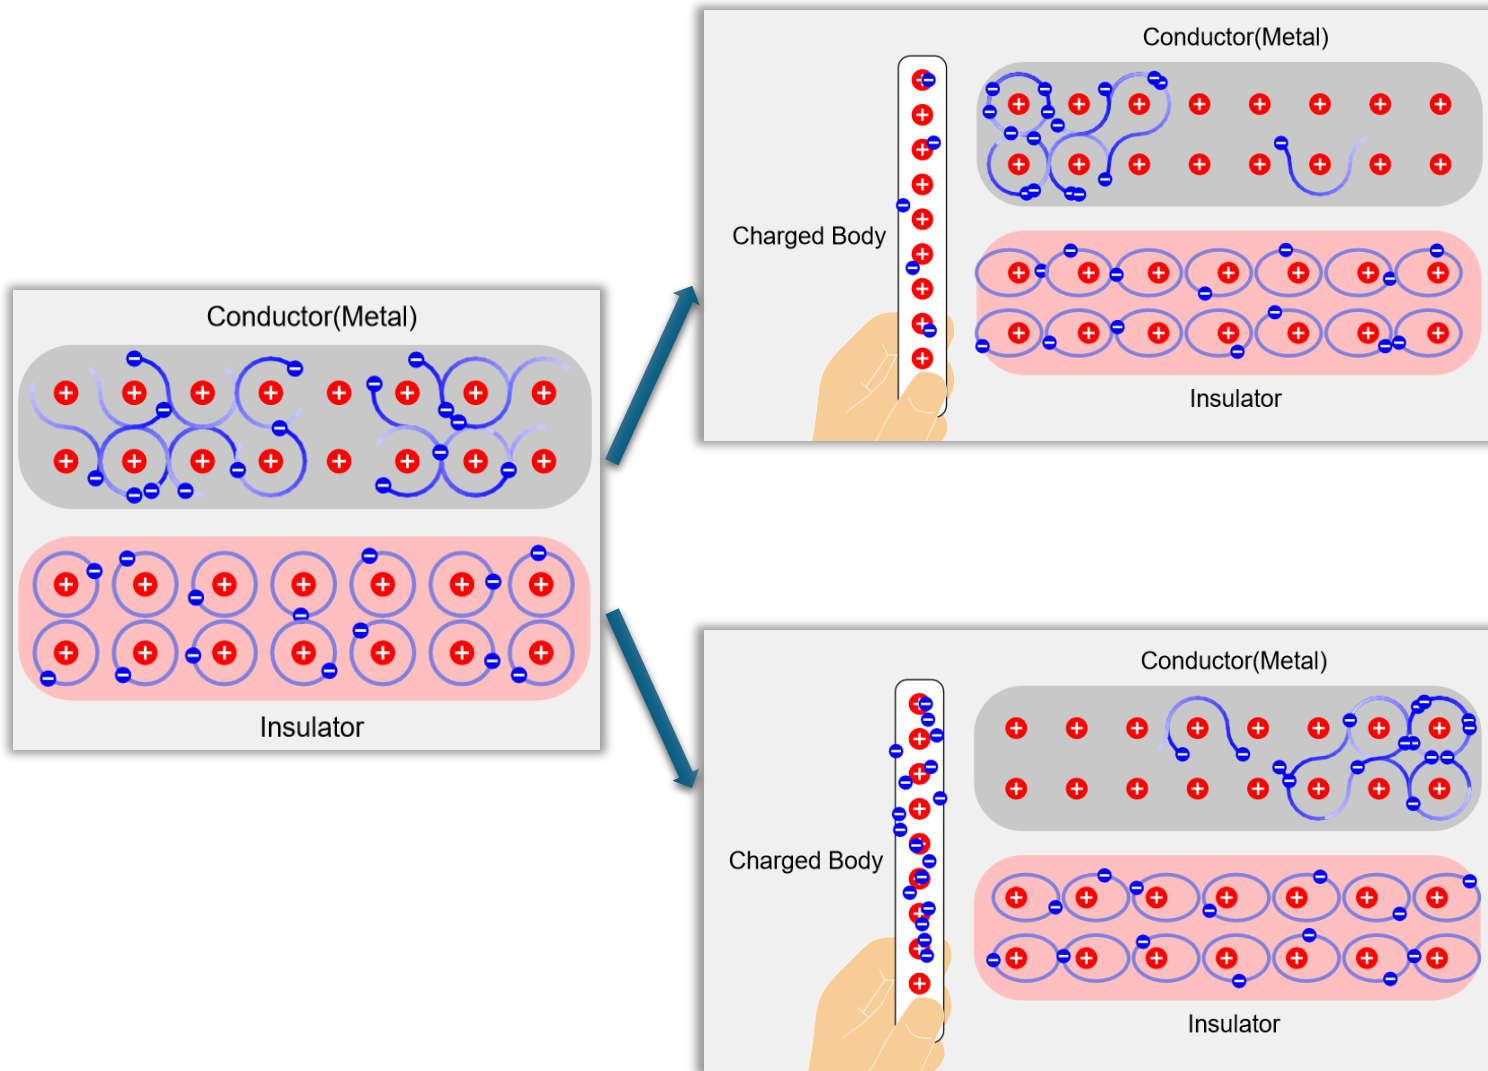 Conductor(Metal)
Insulator
Conductor(Metal)
Charged Body
Insulator
Conductor(Metal)
Charged Body
Insulator